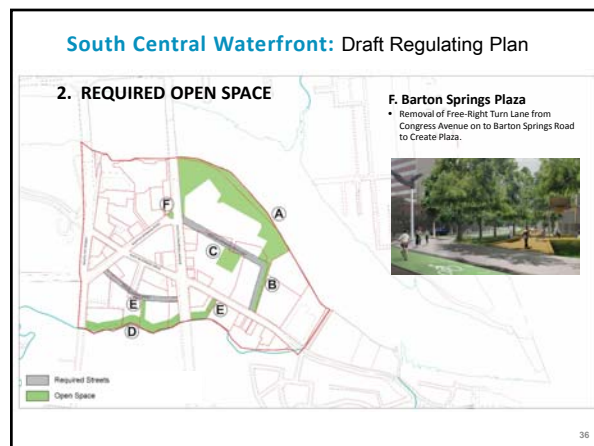 South Central Waterfront: Draft Regulating Plan
2. REQUIRED OPEN SPACE
F. Barton Springs Plaza
• Removal of Free-Right Turn Lane from
Congress Avenue on to Barton Springs Road
to Create Plaza.
F
A
C
B
E
E
D
Required Streets
Open Space
36